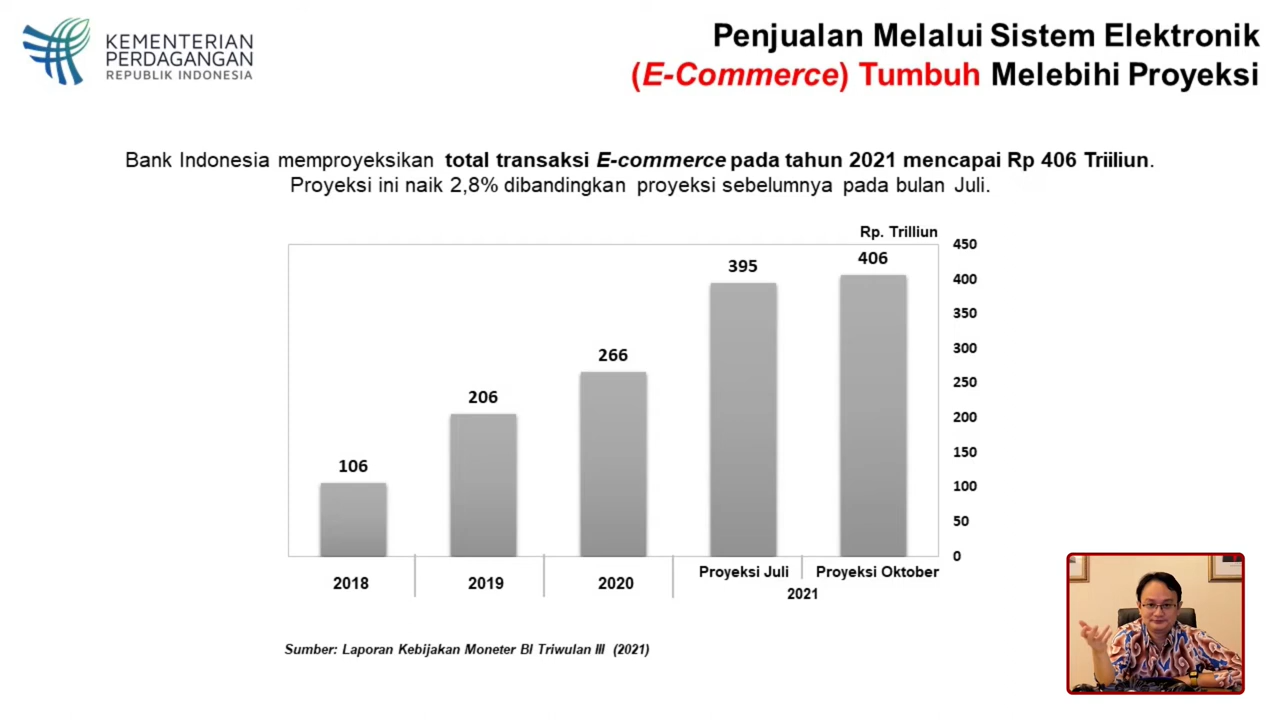 KEMENTERIAN
PERDAGANGAN
REPUBLIK INDONESIA
Penjualan Melalui Sistem Elektronik
(E-Commerce) Tumbuh Melebihi Proyeksi
Bank Indonesia memproyeksikan total transaksi E-commerce pada tahun 2021 mencapai Rp 406 Triiliun.
Proyeksi ini naik 2,8% dibandingkan proyeksi sebelumnya pada bulan Juli.
Rp. Trilliun
450
400
350
300
250
200
150
100
50
0
106
206
266
395
406
2018
2019
2020
Proyeksi Juli
Proyeksi Oktober
2021
Sumber: Laporan Kebijakan Moneter BI Triwulan III (2021)